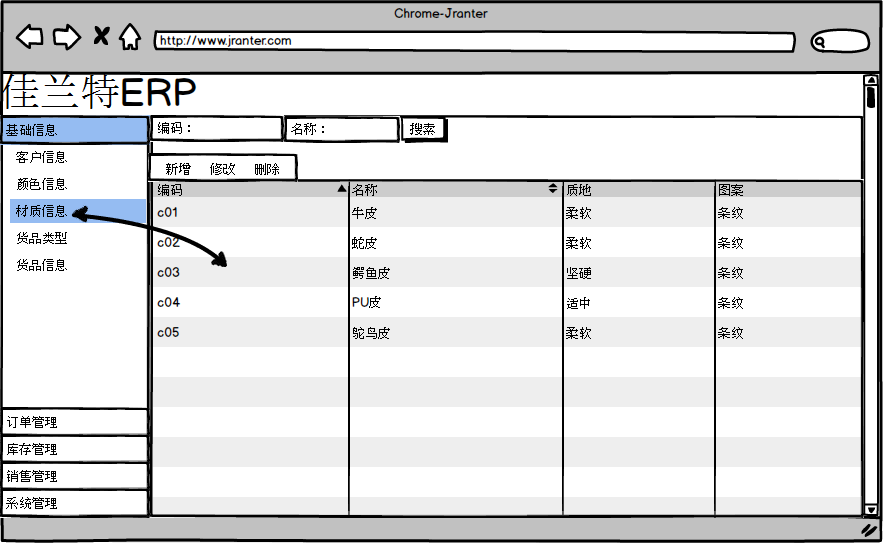 Chrome-Jranter
http://www.jranter.com
佳兰特ERP
基础信息
编码：
名称：
搜索
客户信息
颜色信息
材质信息
货品类型
货品信息
新增 修改 删除
编码 名称 质地 图案
c01 牛皮 柔软 条纹
c02 蛇皮 柔软 条纹
c03 鳄鱼皮 坚硬 条纹
c04 PU皮 适中 条纹
c05 鸵鸟皮 柔软 条纹
订单管理
库存管理
销售管理
系统管理